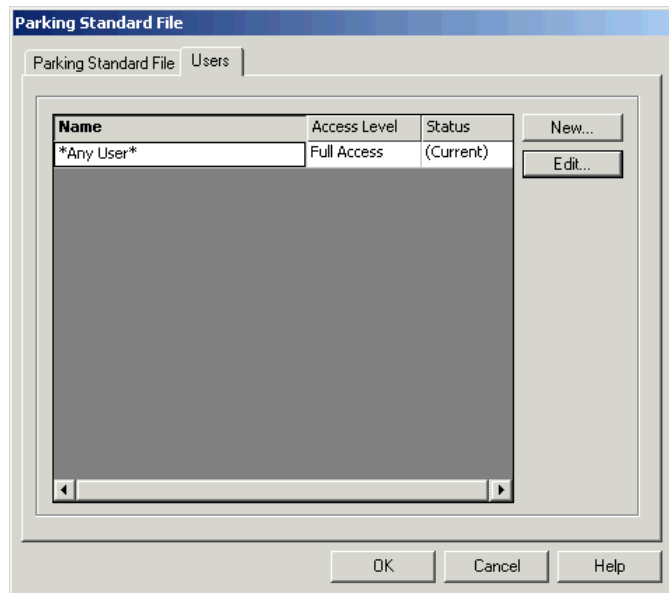 Parking Standard File
Parking Standard File Users
Name Access Level Status New...
*Any User* Full Access (Current)
Edit...
OK Cancel Help